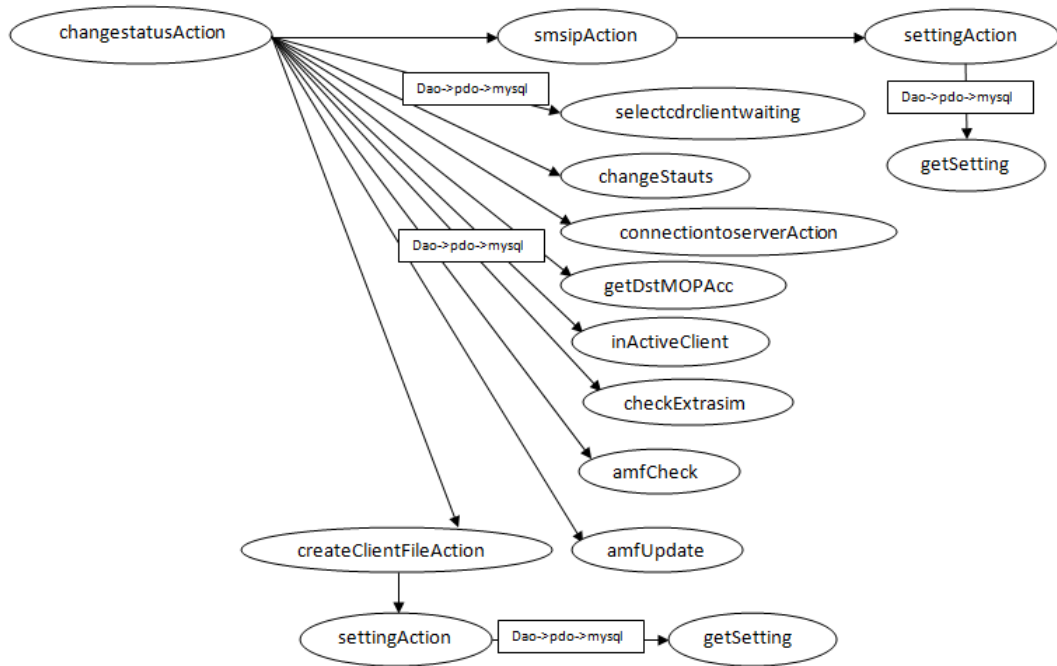 changestatusAction
smsipAction
settingAction
Dao->pdo->mysql
Dao->pdo->mysql
selectcdrclientwaiting
getSetting
changeStauts
connectiontoserverAction
Dao->pdo->mysql
getDstMOPAcc
inActiveClient
checkExtrasim
amfCheck
createClientFileAction
amfUpdate
settingAction
Dao->pdo->mysql
getSetting